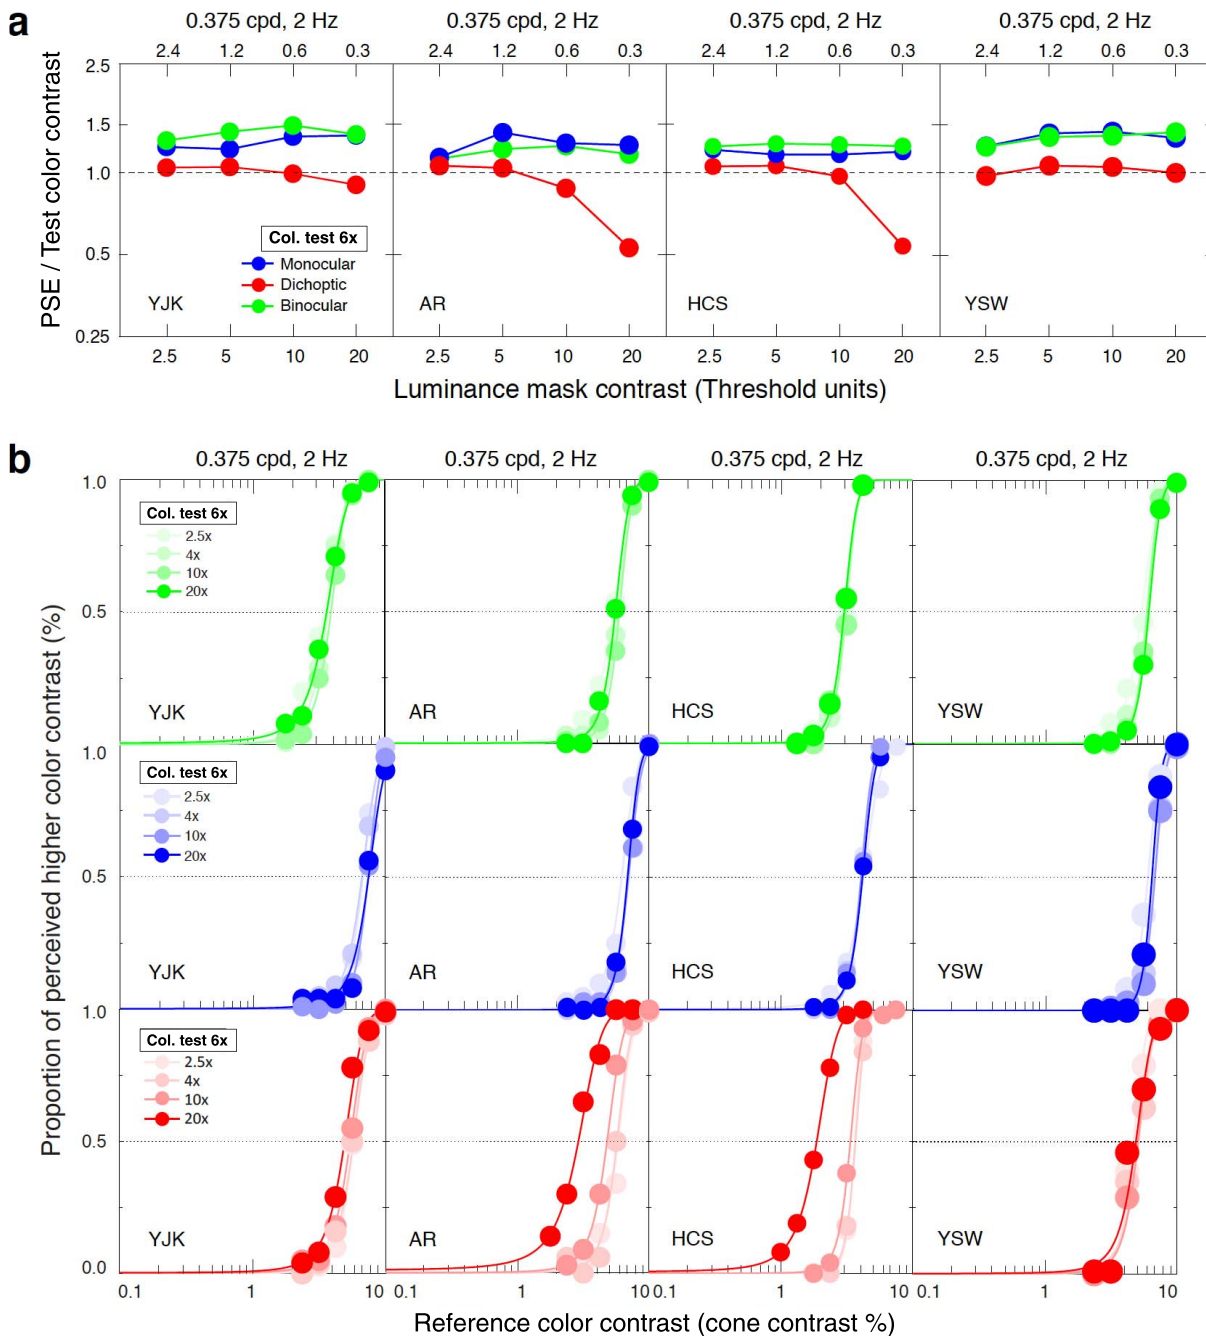 a
0.375 cpd, 2 Hz 0.375 cpd, 2 Hz 0.375 cpd, 2 Hz 0.375 cpd, 2 Hz
2.4 1.2 0.6 0.3 2.4 1.2 0.6 0.3 2.4 1.2 0.6 0.3 2.4 1.2 0.6 0.3
PSE / Test color contrast
2.5
1.5
1.0
0.5
0.25
Col. test 6x
Monocular
Dichoptic
Binocular
YJK AR HCS YSW
2.5 5 10 20 2.5 5 10 20 2.5 5 10 20 2.5 5 10 20
Luminance mask contrast (Threshold units)
b
0.375 cpd, 2 Hz 0.375 cpd, 2 Hz 0.375 cpd, 2 Hz 0.375 cpd, 2 Hz
Proportion of perceived higher color contrast (%)
1.0
Col. test 6x
2.5x
4x
10x
20x
0.5
YJK AR HCS YSW
1.0
Col. test 6x
2.5x
4x
10x
20x
0.5
YJK AR HCS YSW
1.0
Col. test 6x
2.5x
4x
10x
20x
0.5
YJK AR HCS YSW
0.0
0.1 1 10 0.1 1 10 0.1 1 10 0.1 1 10
Reference color contrast (cone contrast %)